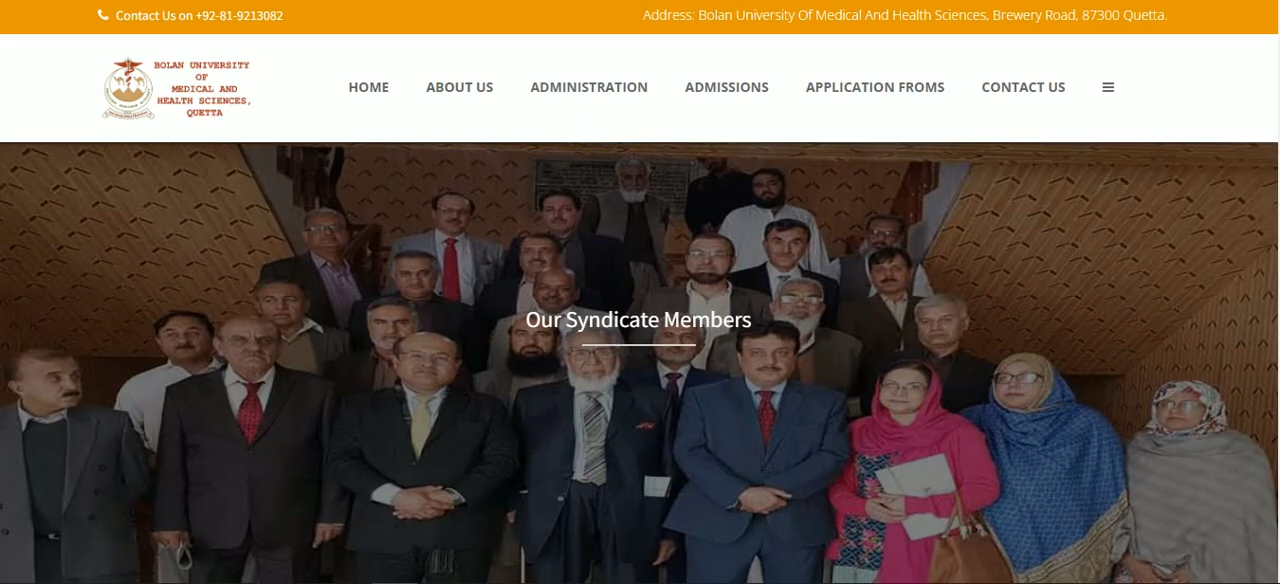 Contact Us on +92-81-9213082
Address: Bolan University Of Medical And Health Sciences, Brewery Road, 87300 Quetta.
BOLAN UNIVERSITY
OF
MEDICAL AND
HEALTH SCIENCES,
QUETTA
HOME ABOUT US ADMINISTRATION ADMISSIONS APPLICATION FROMS CONTACT US
Our Syndicate Members